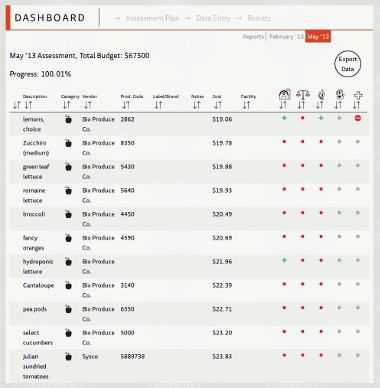 DASHBOARD → Assessment Plan → Data Entry → Results
Reports February '13 May '13
May '13 Assessment, Total Budget: $67500
Export
Data
Progress: 100.01%
Description Category Vendor Prod. Code Label/Brand Notes Cost Facility
lemons, Bix Produce 2862 $19.06
choice Co.
Zucchini Bix Produce 8350 $19.78
(medium) Co.
green leaf Bix Produce 5430 $19.88
lettuce Co.
romaine Bix Produce 5640 $19.93
lettuce Co.
broccoli Bix Produce 4450 $20.49
Co.
fancy Bix Produce 4590 $20.69
oranges Co.
hydroponic Bix Produce $21.96
lettuce Co.
Cantaloupe Bix Produce 3140 $22.39
Co.
pea pods Bix Produce 6550 $22.71
Co.
select Bix Produce 5000 $23.20
cucumbers Co.
Julian Sysco 5889738 $23.83
sundried
tomatoes